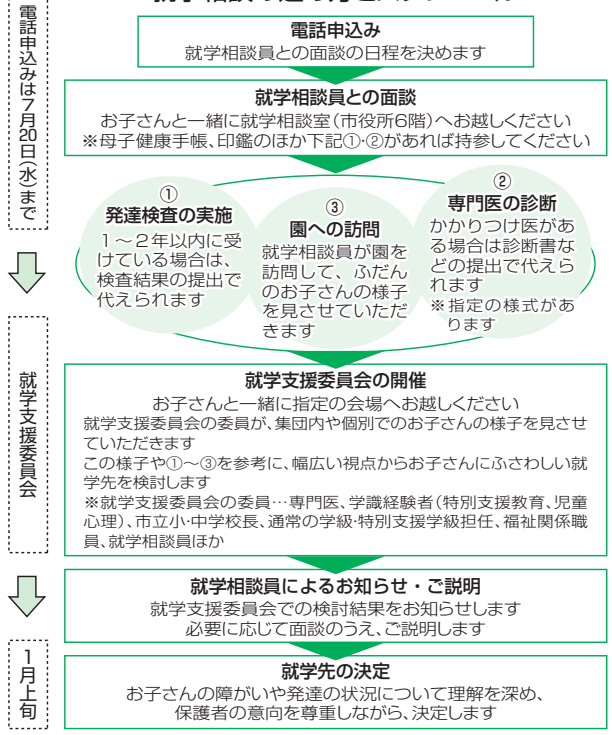 電話申込みは7月20日(水)まで
電話申込み
就学相談員との面談の日程を決めます
就学相談員との面談
お子さんと一緒に就学相談室(市役所6階)へお越しください
※母子健康手帳、印鑑のほか下記①・②があれば持参してください
①
発達検査の実施
1～2年以内に受
けている場合は、
検査結果の提出で
代えられます
③
園への訪問
就学相談員が園を
訪問して、ふだん
のお子さんの様子
を見させていただ
きます
②
専門医の診断
かかりつけ医があ
る場合は診断書な
どの提出で代えら
れます
※指定の様式があ
ります
就学支援委員会
就学支援委員会の開催
お子さんと一緒に指定の会場へお越しください
就学支援委員会の委員が、集団内や個別でのお子さんの様子を見させ
ていただきます
この様子や①～③を参考に、幅広い視点からお子さんにふさわしい就
学先を検討します
※就学支援委員会の委員…専門医、学識経験者(特別支援教育、児童
心理)、市立小・中学校長、通常の学級・特別支援学級担任、福祉関係職
員、就学相談員ほか
就学相談員によるお知らせ・ご説明
就学支援委員会での検討結果をお知らせします
必要に応じて面談のうえ、ご説明します
1月上旬
就学先の決定
お子さんの障がいや発達の状況について理解を深め、
保護者の意向を尊重しながら、決定します